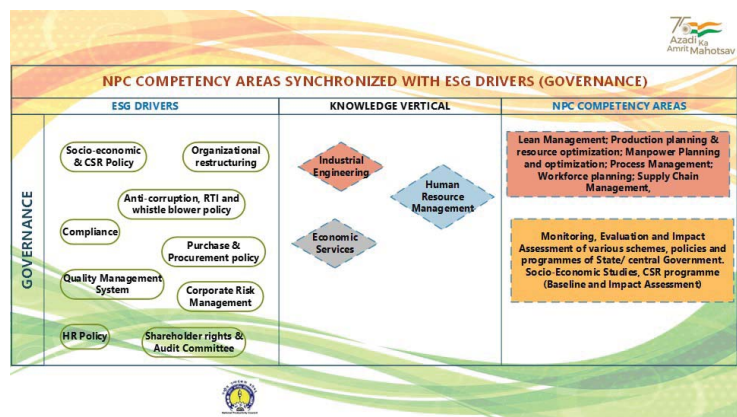 75
Azadi Ka
Amrit Mahotsav
NPC COMPETENCY AREAS SYNCHRONIZED WITH ESG DRIVERS (GOVERNANCE)
ESG DRIVERS
KNOWLEDGE VERTICAL
NPC COMPETENCY AREAS
GOVERNANCE
Socio-economic
& CSR Policy
Organizational
restructuring
Anti-corruption, RTI and
whistle blower policy
Compliance
Purchase &
Procurement policy
Quality Management
System
Corporate Risk
Management
HR Policy
Shareholder rights &
Audit Committee
Industrial
Engineering
Human
Resource
Management
Economic
Services
Lean Management; Production planning &
resource optimization; Manpower Planning
and optimization; Process Management;
Workforce planning; Supply Chain
Management,
Monitoring, Evaluation and Impact
Assessment of various schemes, policies and
programmes of State/ central Government.
Socio-Economic Studies, CSR programme
(Baseline and Impact Assessment)
National Productivity Council